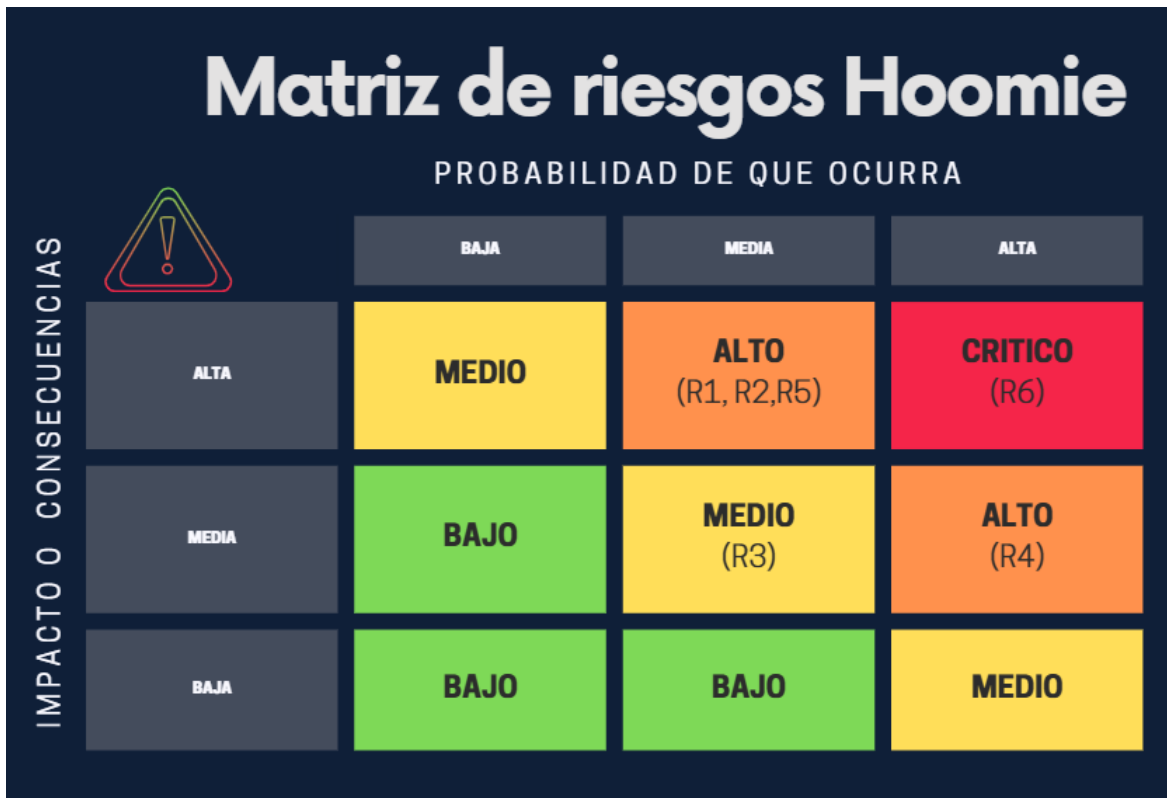 Matriz de riesgos Hoomie
PROBABILIDAD DE QUE OCURRA
IMPACTO O CONSECUENCIAS
BAJA
MEDIA
ALTA
ALTA
MEDIO
ALTO
(R1, R2,R5)
CRITICO
(R6)
MEDIA
BAJO
MEDIO
(R3)
ALTO
(R4)
BAJA
BAJO
BAJO
MEDIO